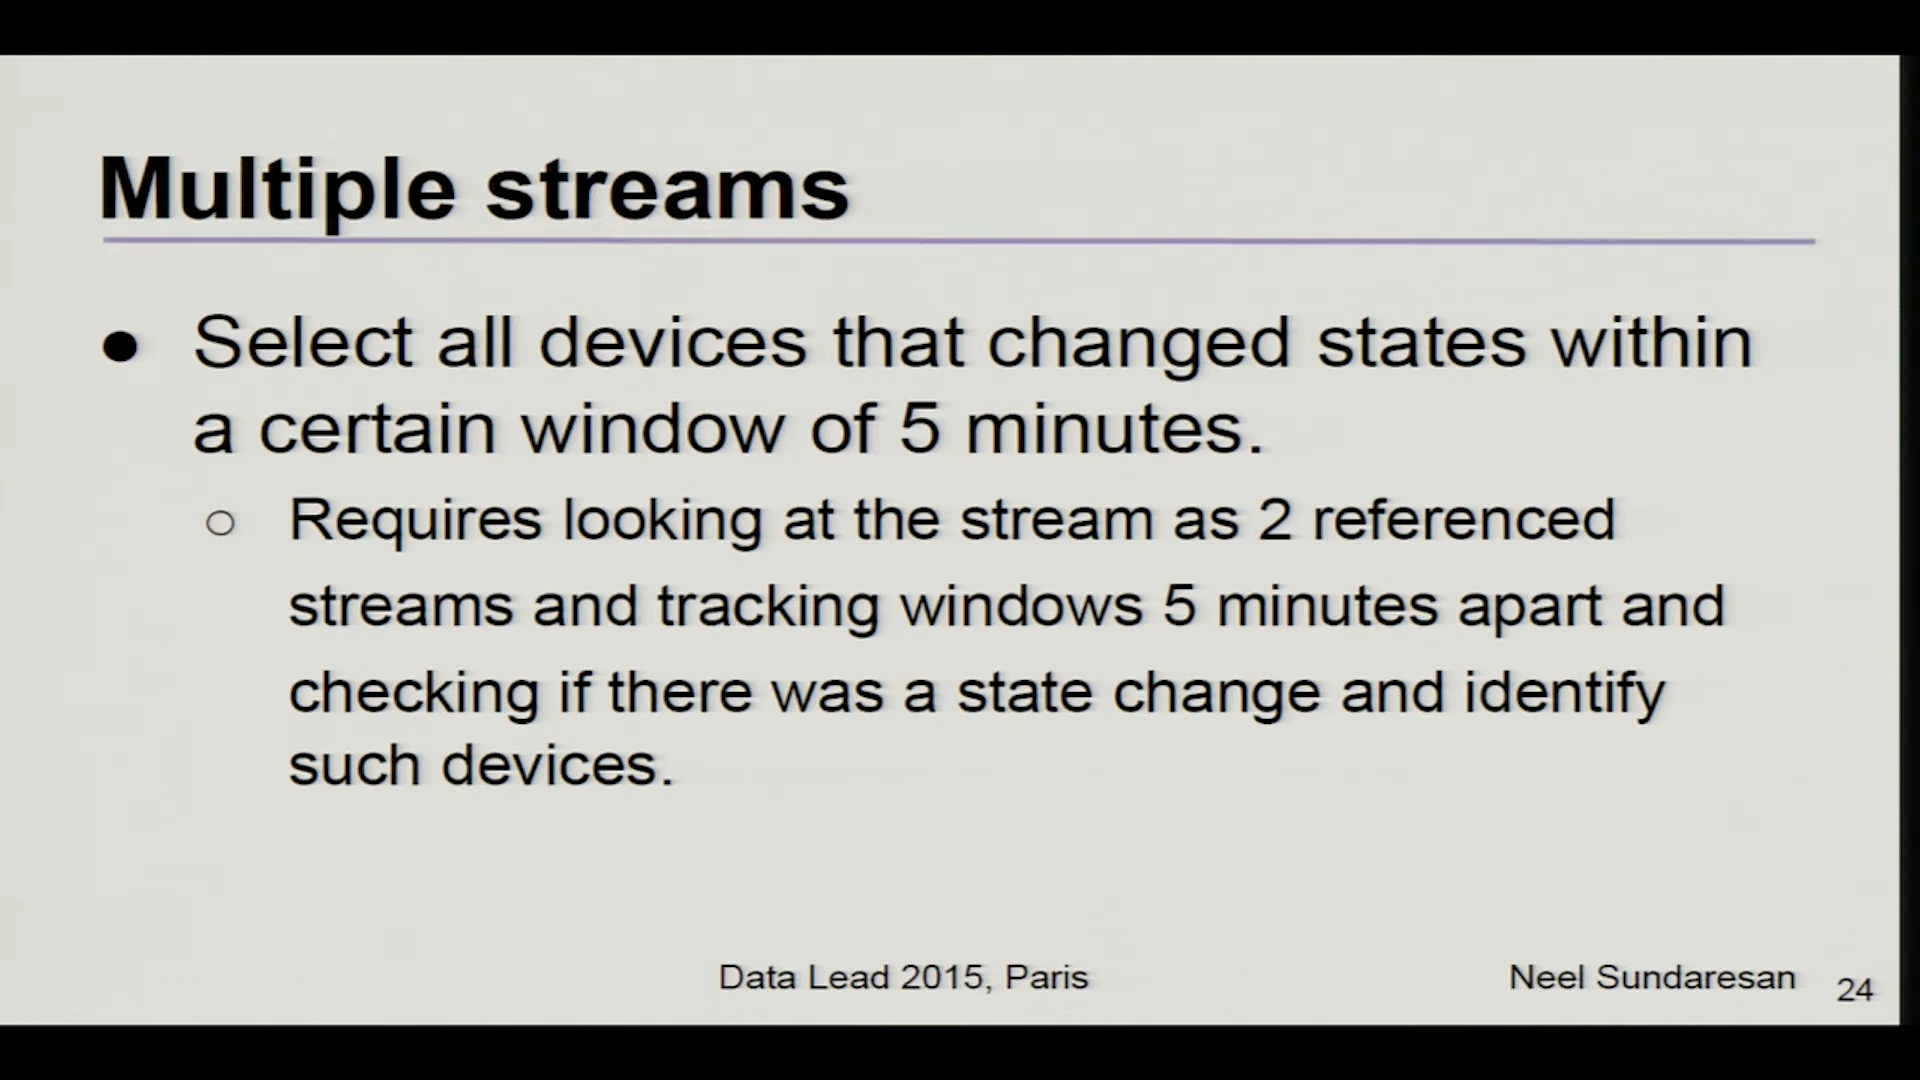 Multiple streams
● Select all devices that changed states within
a certain window of 5 minutes.
○ Requires looking at the stream as 2 referenced
streams and tracking windows 5 minutes apart and
checking if there was a state change and identify
such devices.
Data Lead 2015, Paris
Neel Sundaresan
24